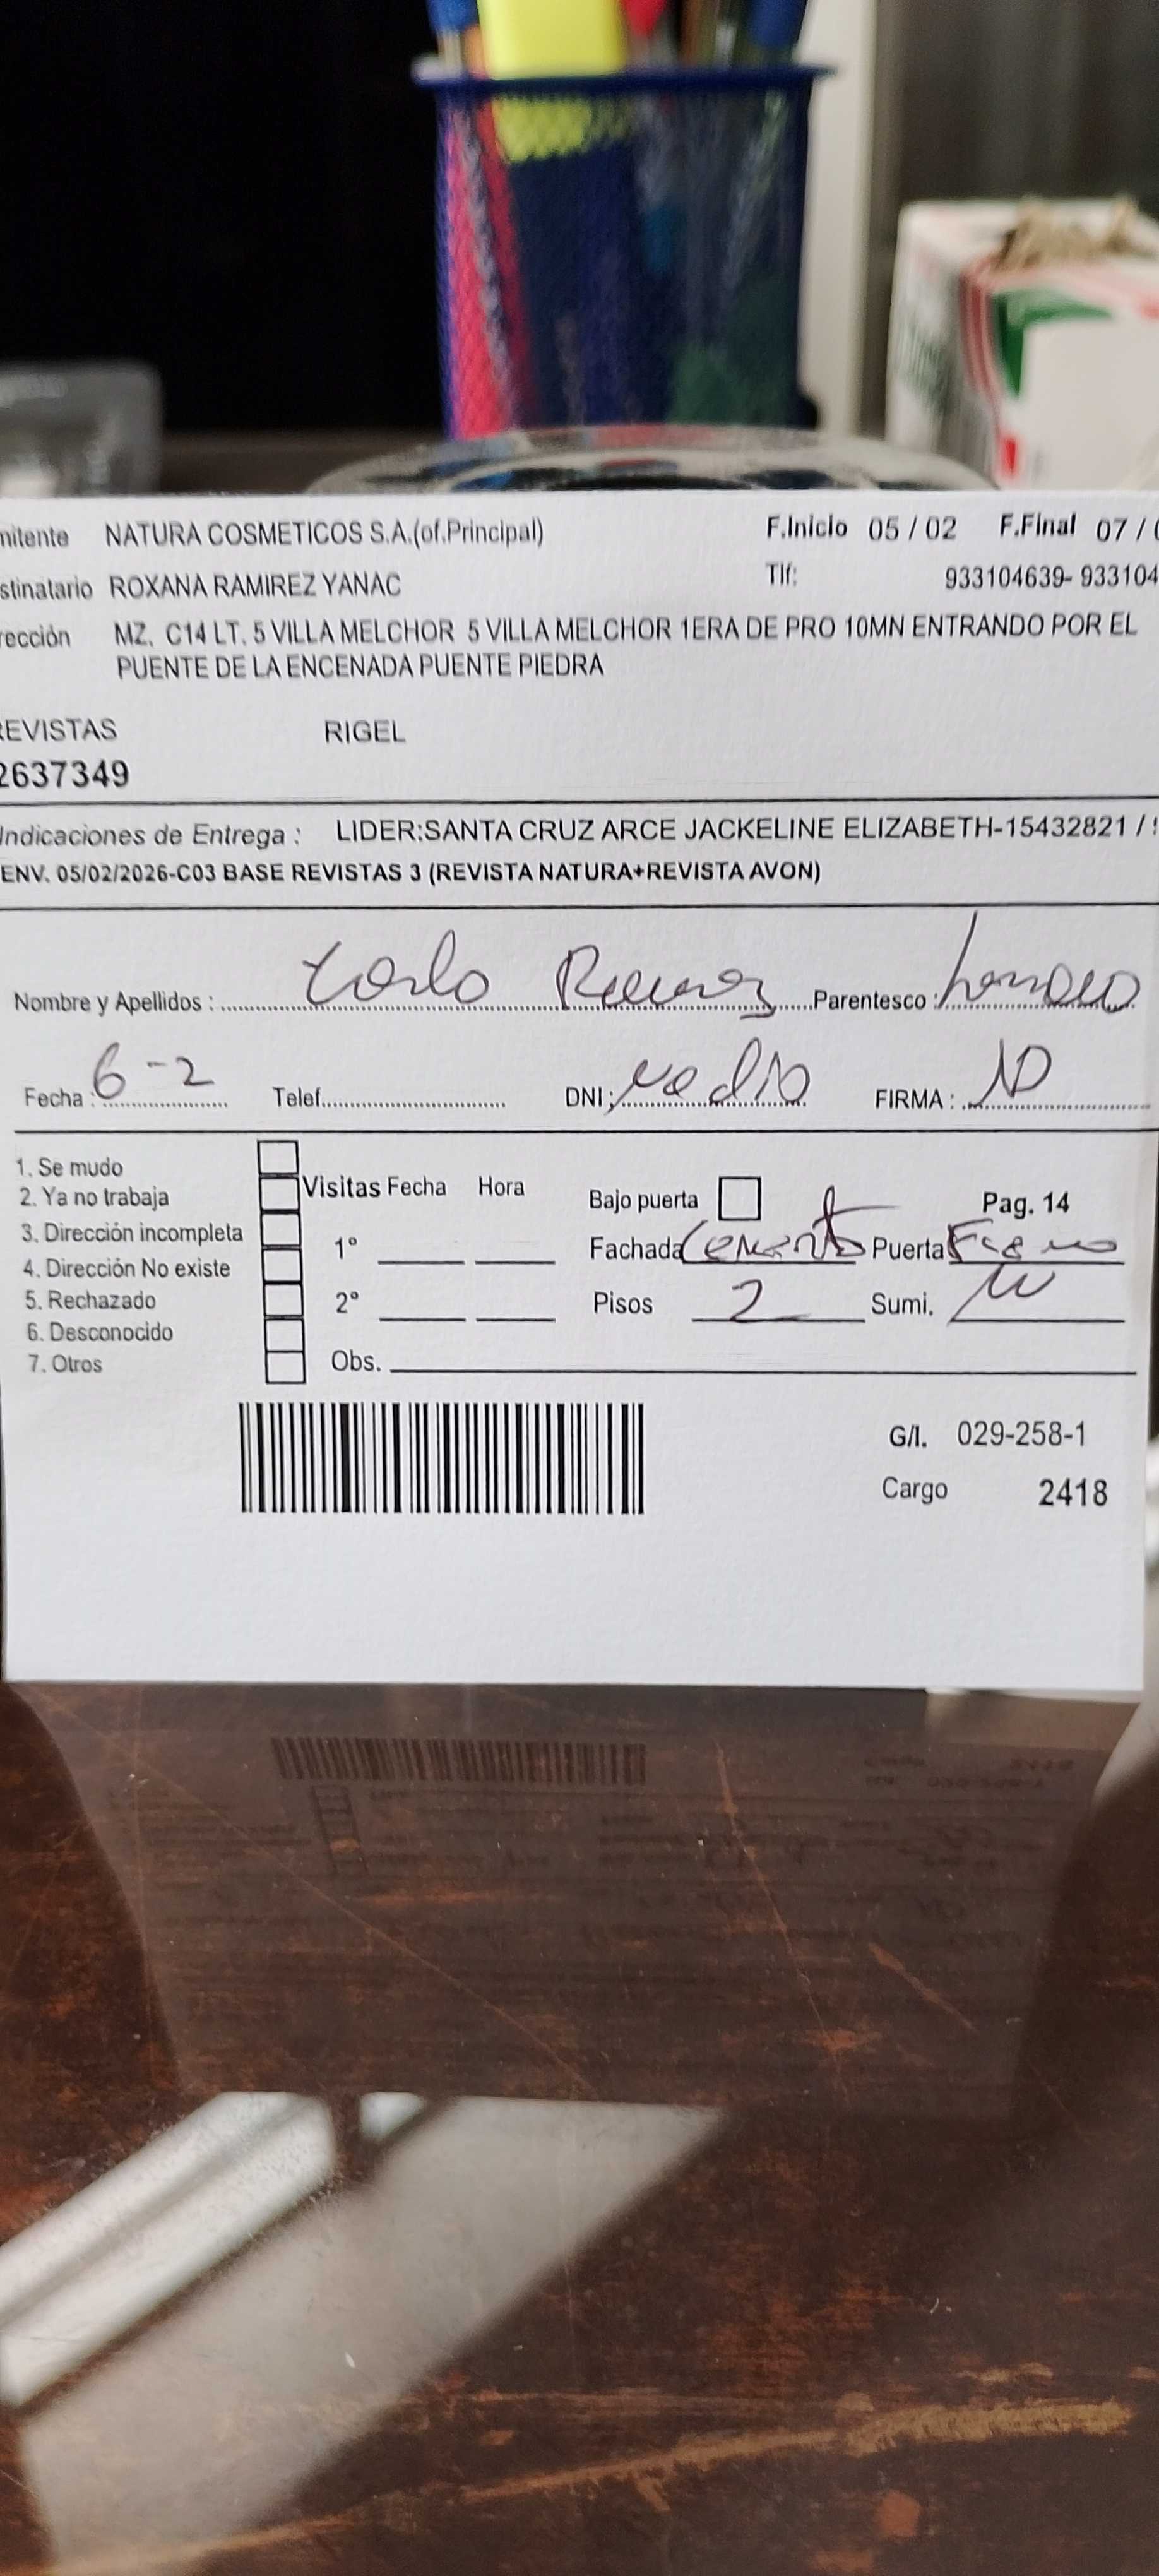 mitente NATURA COSMETICOS S.A.(of.Principal) F.Inicio 05 / 02 F.Final 07 /
stinatario ROXANA RAMIREZ YANAC Tlf: 933104639- 933104
rección MZ. C14 LT. 5 VILLA MELCHOR 5 VILLA MELCHOR 1ERA DE PRO 10MN ENTRANDO POR EL
PUENTE DE LA ENCENADA PUENTE PIEDRA
REVISTAS RIGEL
2637349
Indicaciones de Entrega : LIDER:SANTA CRUZ ARCE JACKELINE ELIZABETH-15432821 /
ENV. 05/02/2026-C03 BASE REVISTAS 3 (REVISTA NATURA+REVISTA AVON)
Nombre y Apellidos : Parentesco :
Fecha : 6-2 Telef. DNI : FIRMA :
1. Se mudo
2. Ya no trabaja Visitas Fecha Hora Bajo puerta Pag. 14
3. Dirección incompleta 1° Fachada Cemento Puerta
4. Dirección No existe
5. Rechazado 2° Pisos 2 Sumi.
6. Desconocido
7. Otros Obs.
G/I. 029-258-1
Cargo 2418